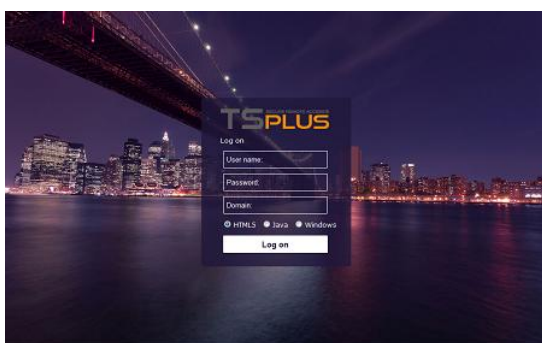 TSPLUS
Log on
User name:
Password:
Domain:
HTML5 Java Windows
Log on